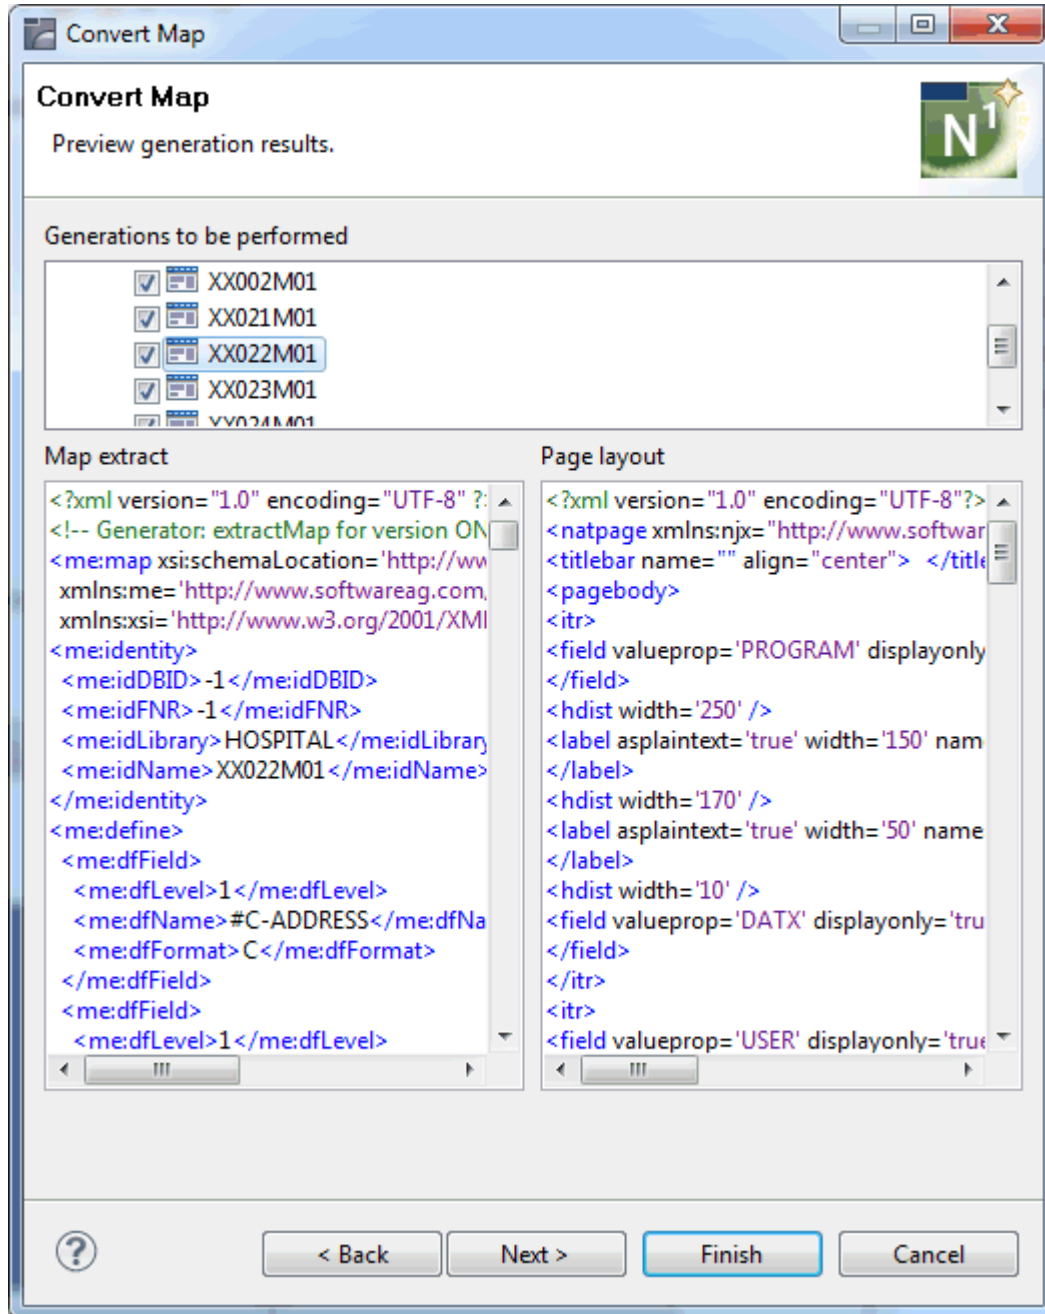 Convert Map
Convert Map
Preview generation results.
N1
Generations to be performed
XX002M01
XX021M01
XX022M01
XX023M01
XX024M01
Map extract
<?xml version="1.0" encoding="UTF-8" ?
<!-- Generator: extractMap for version ON
<me:map xsi:schemaLocation='http://ww
xmlns:me='http://www.softwareag.com
xmlns:xsi='http://www.w3.org/2001/XM
<me:identity>
<me:idDBID>-1</me:idDBID>
<me:idFNR>-1</me:idFNR>
<me:idLibrary>HOSPITAL</me:idLibrary
<me:idName>XX022M01</me:idName>
</me:identity>
<me:define>
<me:dfField>
<me:dfLevel>1</me:dfLevel>
<me:dfName>#C-ADDRESS</me:dfNa
<me:dfFormat>C</me:dfFormat>
</me:dfField>
<me:dfField>
<me:dfLevel>1</me:dfLevel>
Page layout
<?xml version="1.0" encoding="UTF-8"?>
<natpage xmlns:njx="http://www.softwar
<titlebar name="" align="center"> </title
<pagebody>
<itr>
<field valueprop='PROGRAM' displayonly
</field>
<hdist width='250' />
<label asplaintext='true' width='150' nam
</label>
<hdist width='170' />
<label asplaintext='true' width='50' name
</label>
<hdist width='10' />
<field valueprop='DATX' displayonly='tru
</field>
</itr>
<itr>
<field valueprop='USER' displayonly='true
?
< Back
Next >
Finish
Cancel